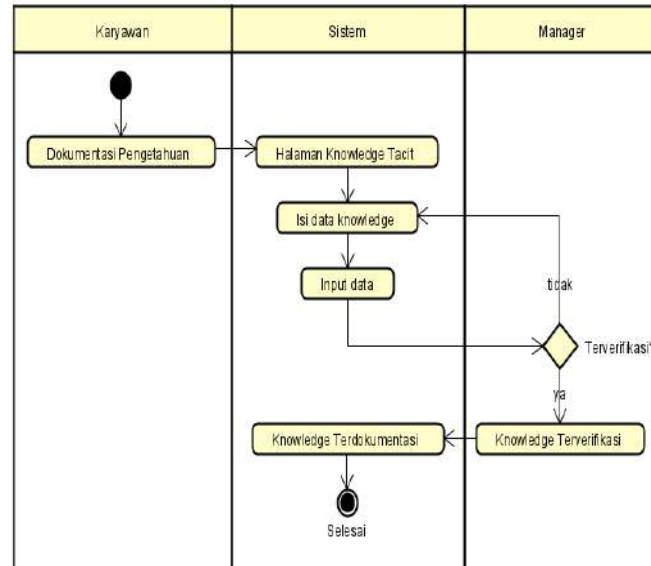 Karyawan
Sistem
Manager
Dokumentasi Pengetahuan
Halaman Knowledge Tacit
Isi data knowledge
Input data
tidak
Terverifikasi?
ya
Knowledge Terdokumentasi
Knowledge Terverifikasi
Selesai